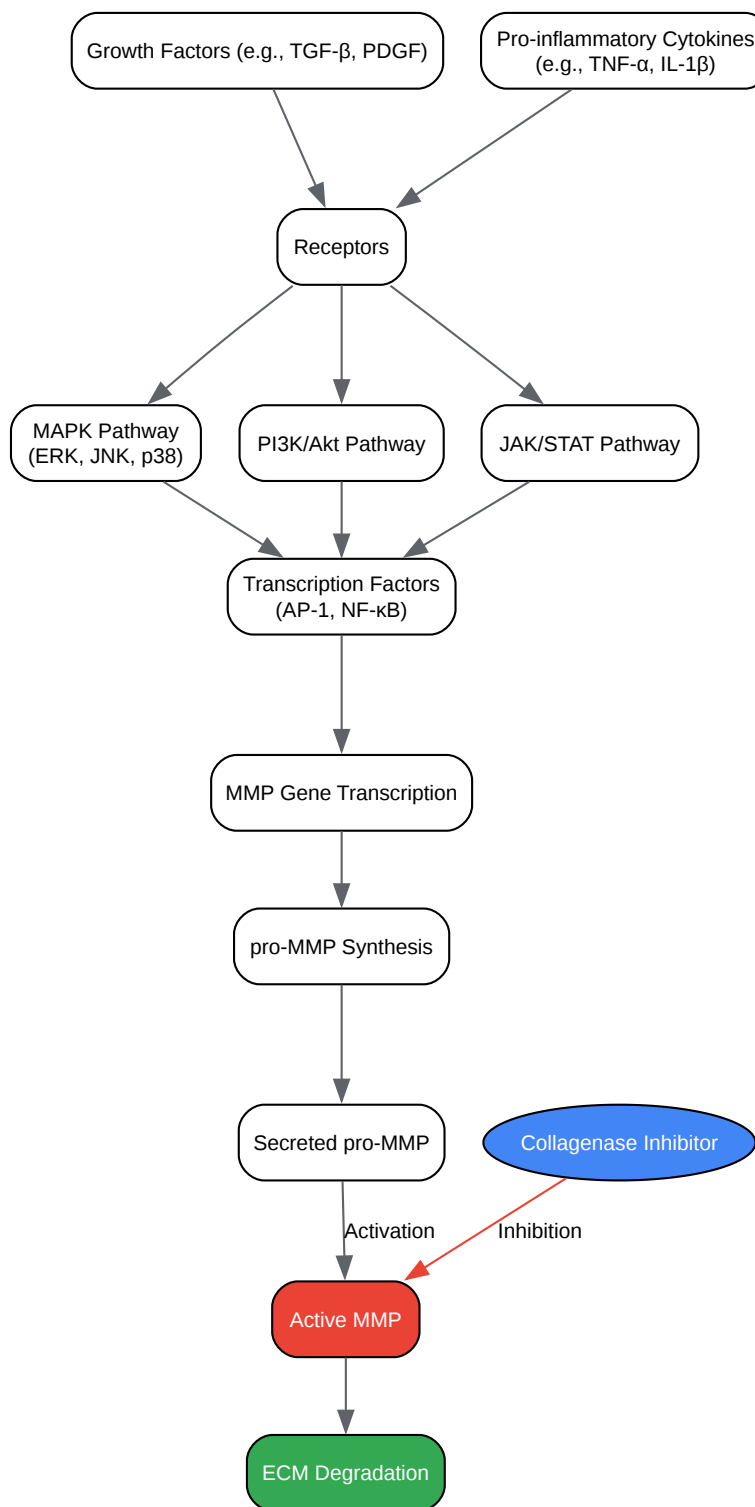 Growth Factors (e.g., TGF-β, PDGF)
Pro-inflammatory Cytokines
(e.g., TNF-α, IL-1β)
Receptors
MAPK Pathway
(ERK, JNK, p38)
PI3K/Akt Pathway
JAK/STAT Pathway
Transcription Factors
(AP-1, NF-κB)
MMP Gene Transcription
pro-MMP Synthesis
Secreted pro-MMP
Collagenase Inhibitor
Activation
Inhibition
Active MMP
ECM Degradation